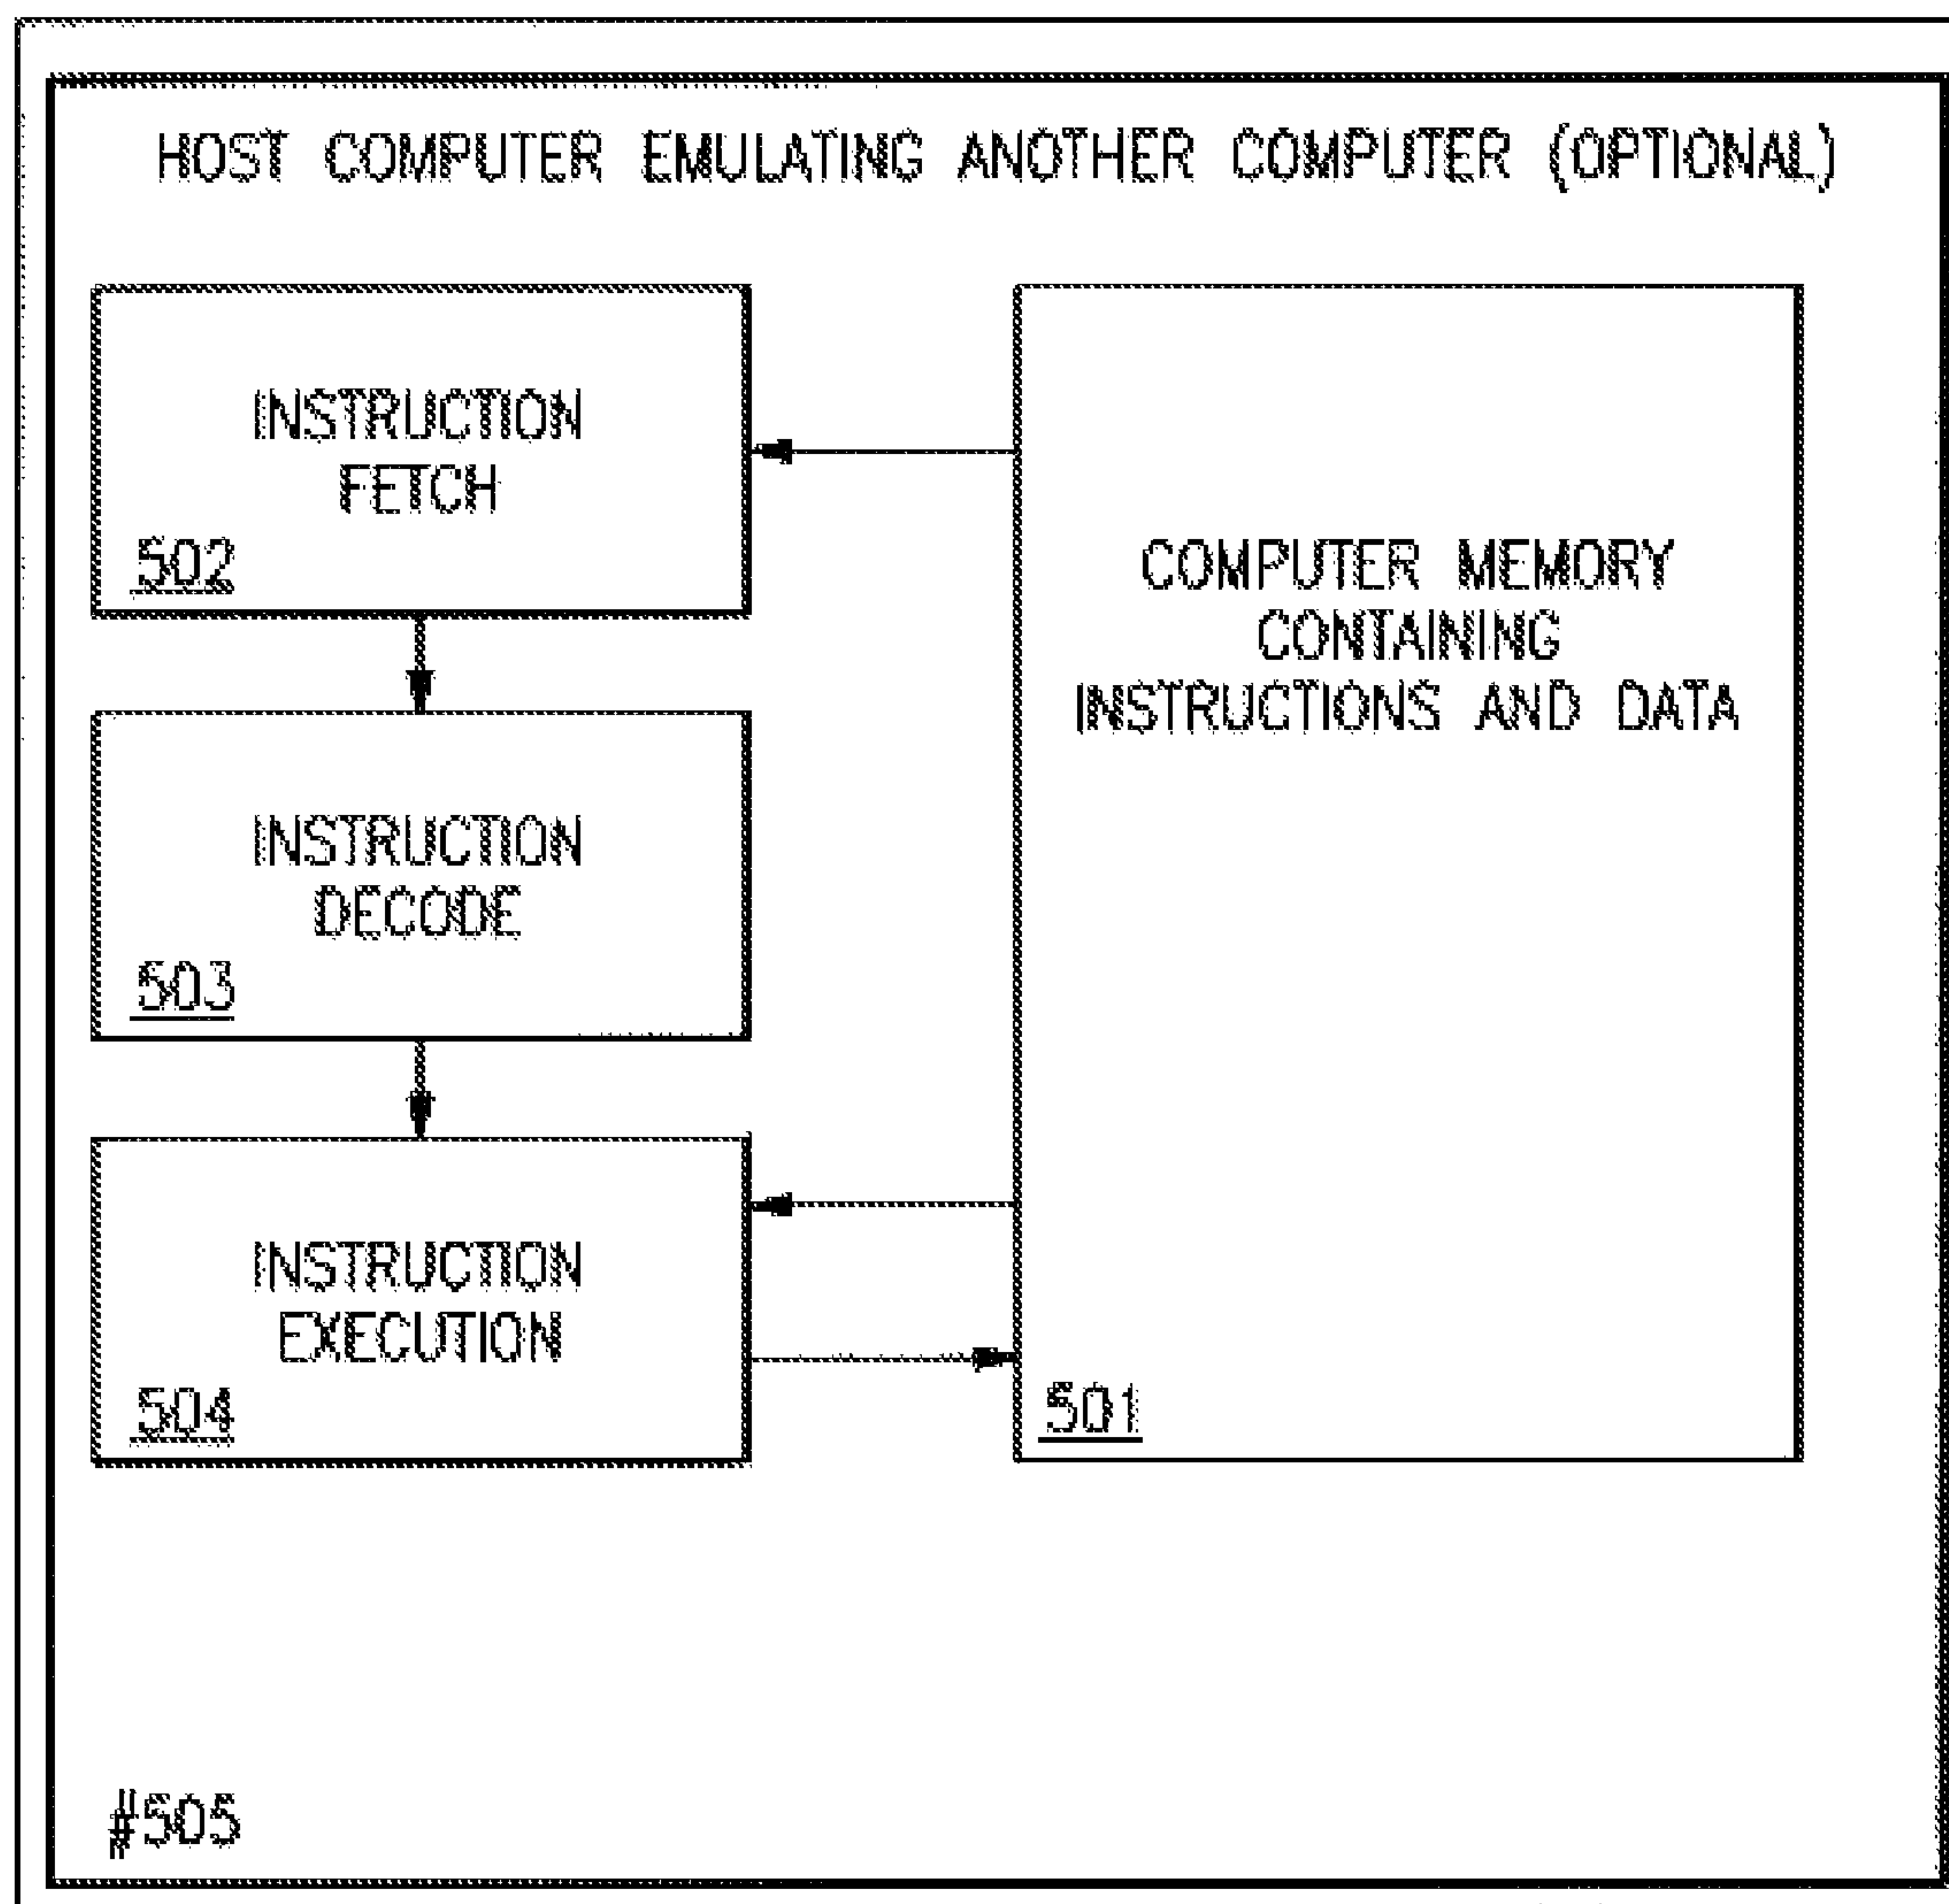 HOST COMPUTER EMULATING ANOTHER COMPUTER (OPTIONAL)
INSTRUCTION
FETCH
502
COMPUTER MEMORY
CONTAINING
INSTRUCTIONS AND DATA
INSTRUCTION
DECODE
503
INSTRUCTION
EXECUTION
504
501
#505